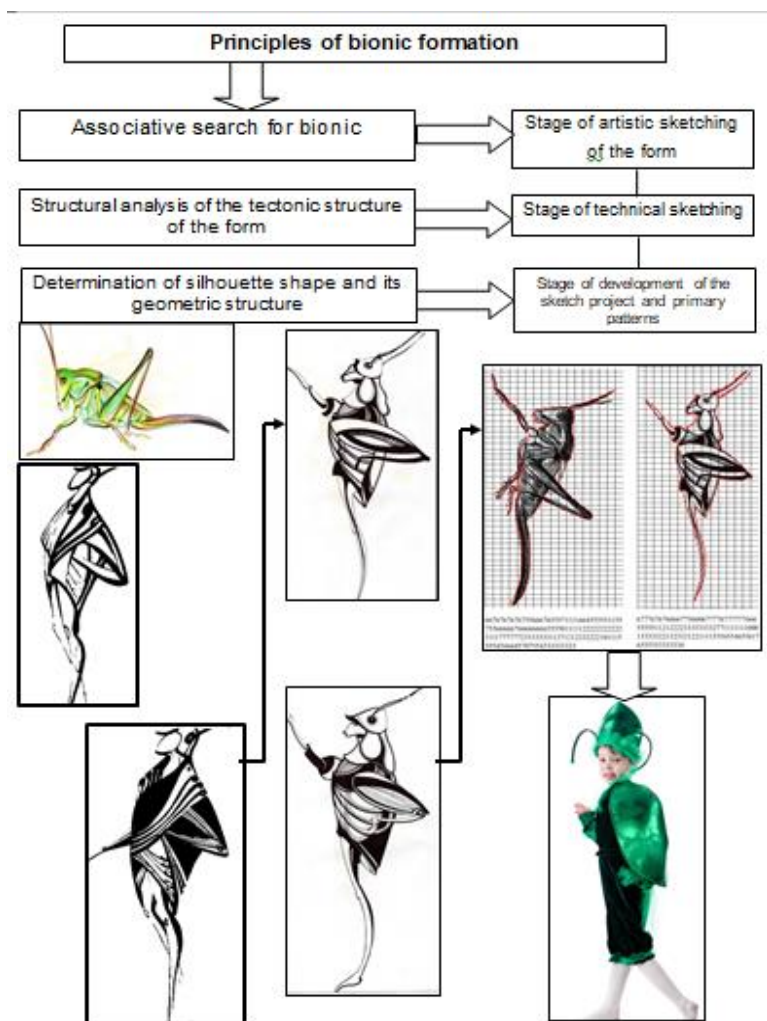 Principles of bionic formation
Associative search for bionic
Stage of artistic sketching
of the form
Structural analysis of the tectonic structure
of the form
Stage of technical sketching
Determination of silhouette shape and its
geometric structure
Stage of development of the
sketch project and primary
patterns